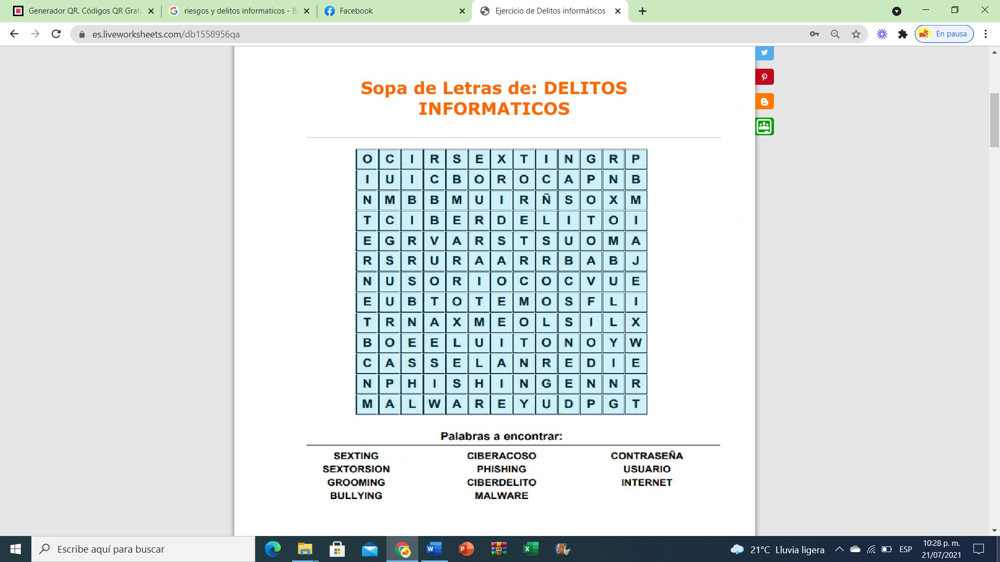 Generador QR. Códigos QR Grat
riesgos y delitos informaticos - B
Facebook
Ejercicio de Delitos informáticos
es.liveworksheets.com/db1558956qa
En pausa
Sopa de Letras de: DELITOS
INFORMATICOS
O C I R S E X T I N G R P
I U I C B O R O C A P N B
N M B B M U I R Ñ S O X M
T C I B E R D E L I T O I
E G R V A R S T S U O M A
R S R U R A A R R B A B J
N U S O R I O C O C V U E
E U B T O T E M O S F L I
T R N A X M E O L S I L X
B O E E L U I T O N O Y W
C A S S E L A N R E D I E
N P H I S H I N G E N N R
M A L W A R E Y U D P G T
Palabras a encontrar:
SEXTING CIBERACOSO CONTRASEÑA
SEXTORSION PHISHING USUARIO
GROOMING CIBERDELITO INTERNET
BULLYING MALWARE
Escribe aquí para buscar
21°C Lluvia ligera
ESP
10:28 p. m.
21/07/2021